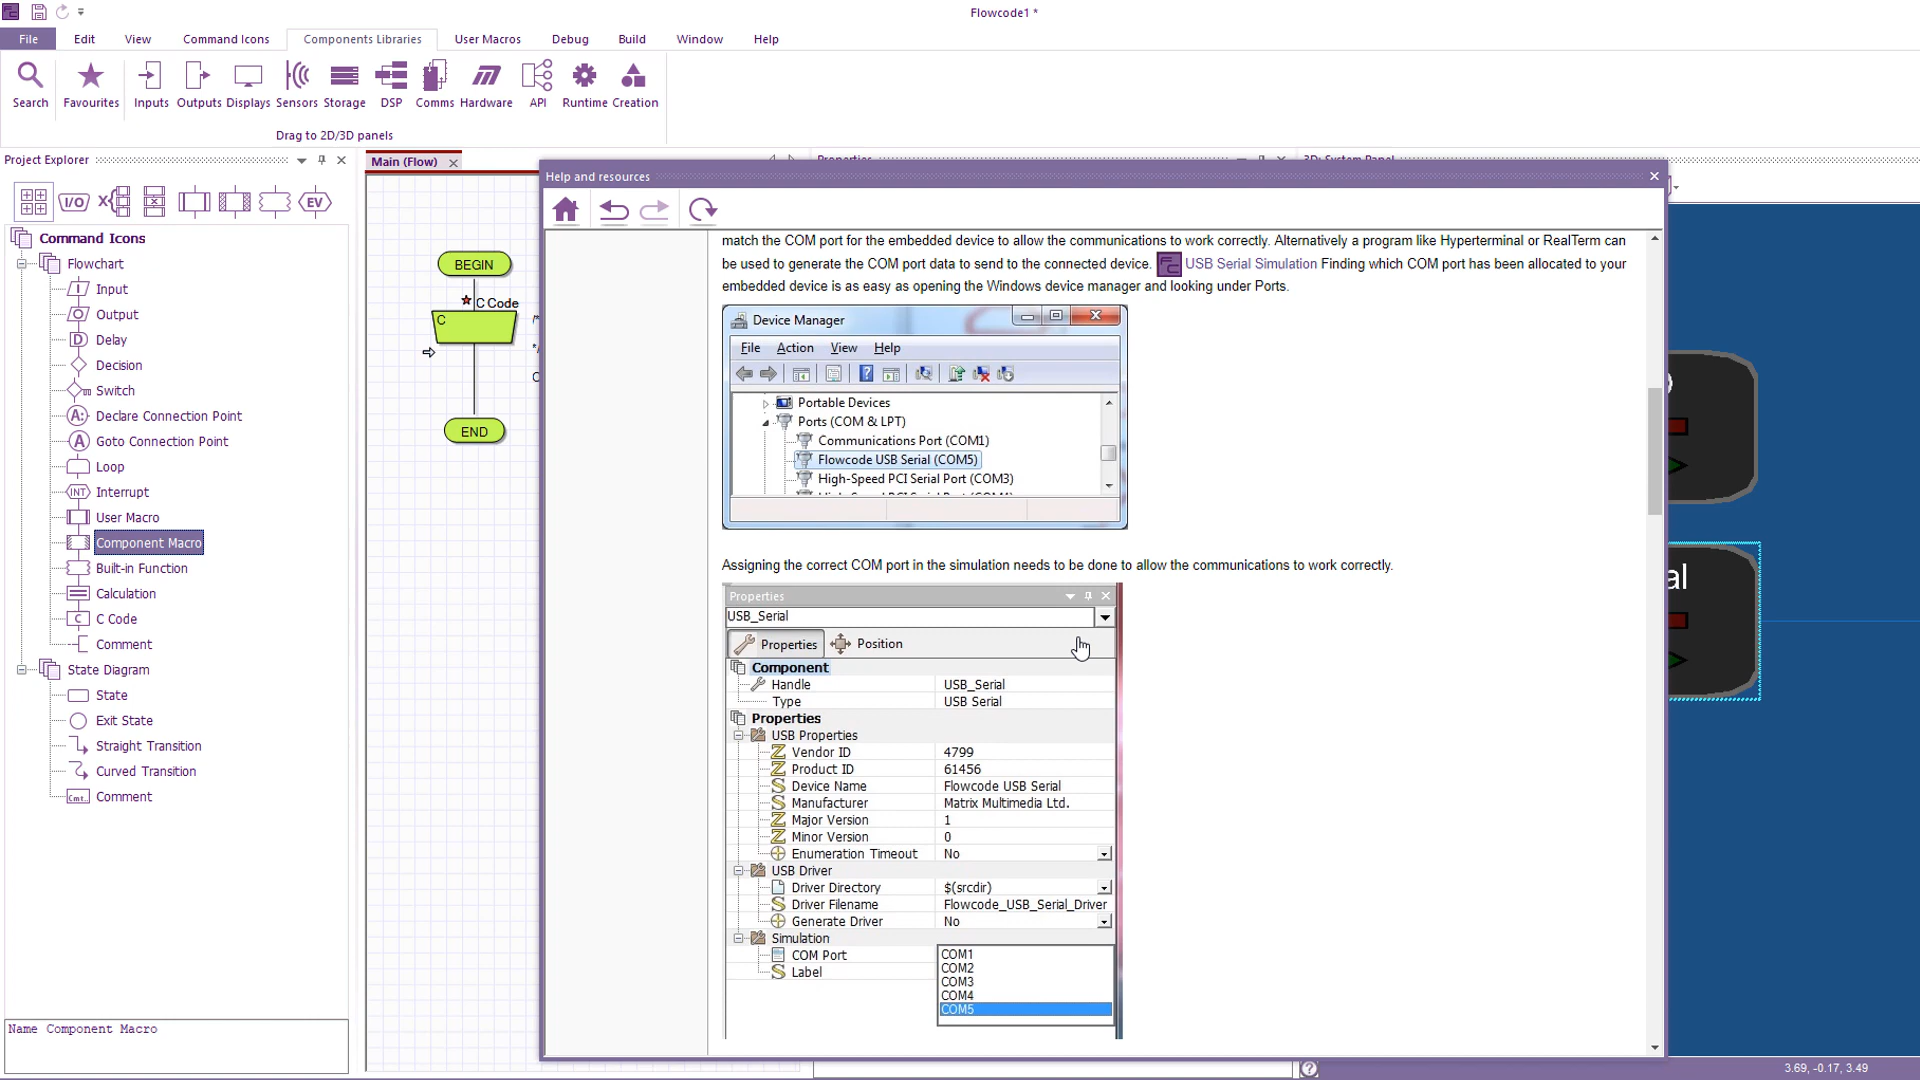 Flowcode1 *
File Edit View Command Icons Components Libraries User Macros Debug Build Window Help
Search Favourites Inputs Outputs Displays Sensors Storage DSP Comms Hardware API Runtime Creation
Drag to 2D/3D panels
Project Explorer
Main (Flow)
Help and resources
I/O
EV
Command Icons
Flowchart
Input
Output
Delay
Decision
Switch
Declare Connection Point
Goto Connection Point
Loop
Interrupt
User Macro
Component Macro
Built-in Function
Calculation
C Code
Comment
State Diagram
State
Exit State
Straight Transition
Curved Transition
Comment
Name Component Macro
BEGIN
C Code
C
END
match the COM port for the embedded device to allow the communications to work correctly. Alternatively a program like Hyperterminal or RealTerm can
be used to generate the COM port data to send to the connected device. USB Serial Simulation Finding which COM port has been allocated to your
embedded device is as easy as opening the Windows device manager and looking under Ports.
Device Manager
File Action View Help
Portable Devices
Ports (COM & LPT)
Communications Port (COM1)
Flowcode USB Serial (COM5)
High-Speed PCI Serial Port (COM3)
Assigning the correct COM port in the simulation needs to be done to allow the communications to work correctly.
Properties
USB_Serial
Properties Position
Component
Handle USB_Serial
Type USB Serial
Properties
USB Properties
Vendor ID 4799
Product ID 61456
Device Name Flowcode USB Serial
Manufacturer Matrix Multimedia Ltd.
Major Version 1
Minor Version 0
Enumeration Timeout No
USB Driver
Driver Directory $(srcdir)
Driver Filename Flowcode_USB_Serial_Driver
Generate Driver No
Simulation
COM Port
Label
COM1
COM2
COM3
COM4
COM5
al
3.69, -0.17, 3.49